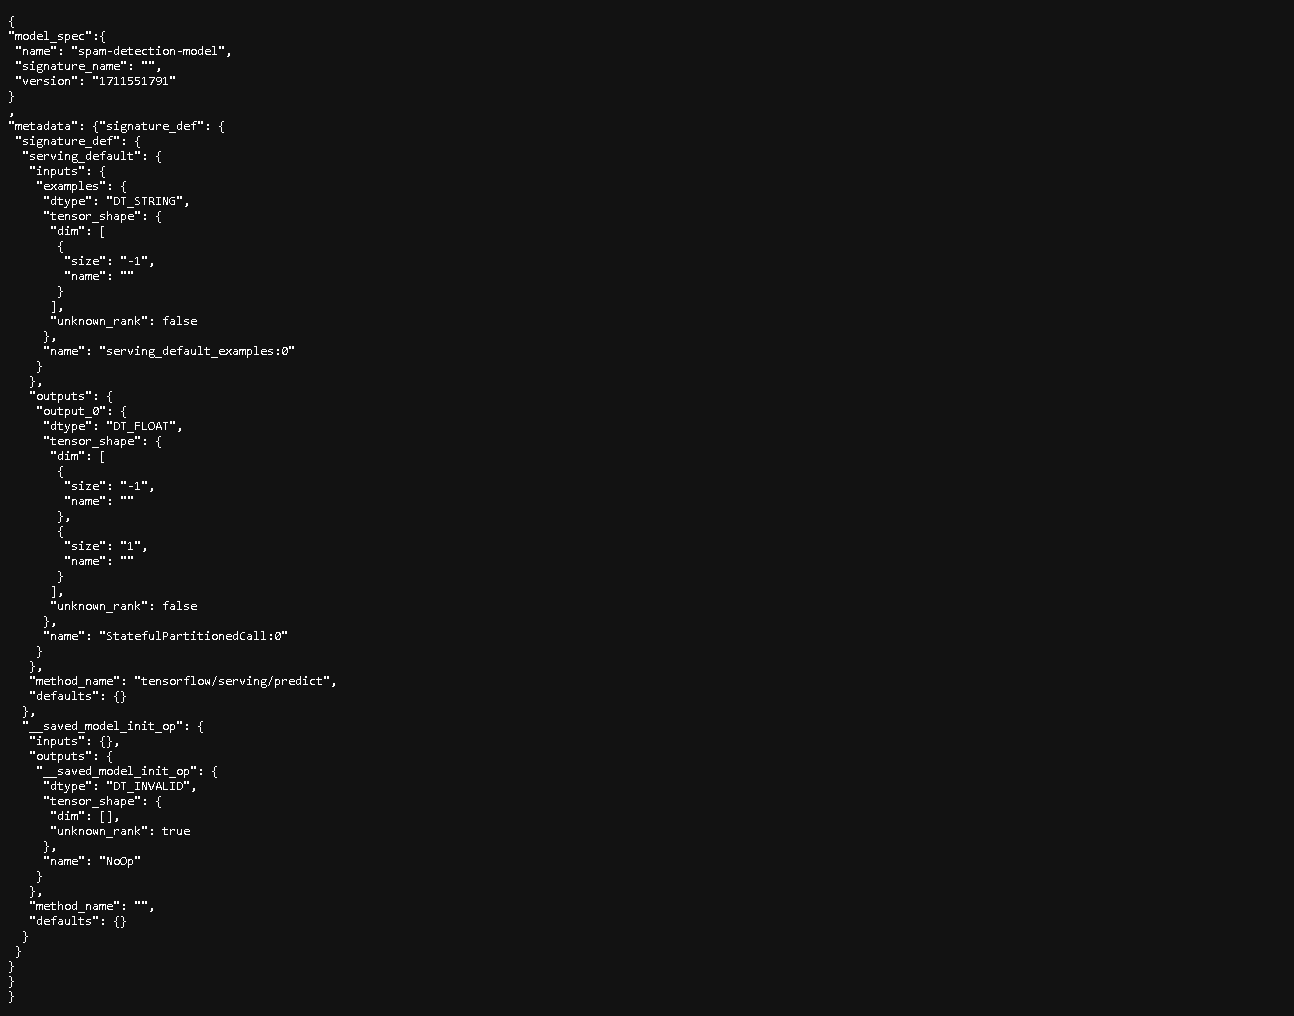 {
"model_spec":{
 "name": "spam-detection-model",
 "signature_name": "",
 "version": "1711551791"
}
,
"metadata": {"signature_def": {
 "signature_def": {
  "serving_default": {
   "inputs": {
    "examples": {
     "dtype": "DT_STRING",
     "tensor_shape": {
      "dim": [
       {
        "size": "-1",
        "name": ""
       }
      ],
      "unknown_rank": false
     },
     "name": "serving_default_examples:0"
    }
   },
   "outputs": {
    "output_0": {
     "dtype": "DT_FLOAT",
     "tensor_shape": {
      "dim": [
       {
        "size": "-1",
        "name": ""
       },
       {
        "size": "1",
        "name": ""
       }
      ],
      "unknown_rank": false
     },
     "name": "StatefulPartitionedCall:0"
    }
   },
   "method_name": "tensorflow/serving/predict",
   "defaults": {}
  },
  "__saved_model_init_op": {
   "inputs": {},
   "outputs": {
    "__saved_model_init_op": {
     "dtype": "DT_INVALID",
     "tensor_shape": {
      "dim": [],
      "unknown_rank": true
     },
     "name": "NoOp"
    }
   },
   "method_name": "",
   "defaults": {}
  }
 }
}
}
}